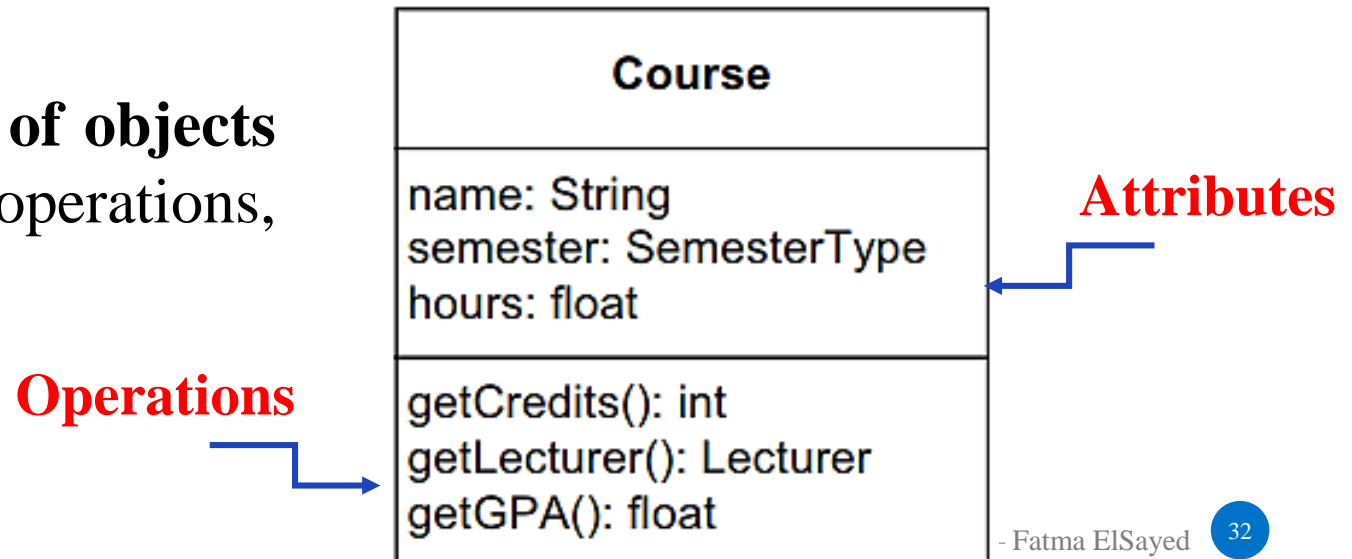 of objects
operations,
Course
name: String
semester: SemesterType
hours: float
Attributes
Operations
getCredits(): int
getLecturer(): Lecturer
getGPA(): float
- Fatma ElSayed
32